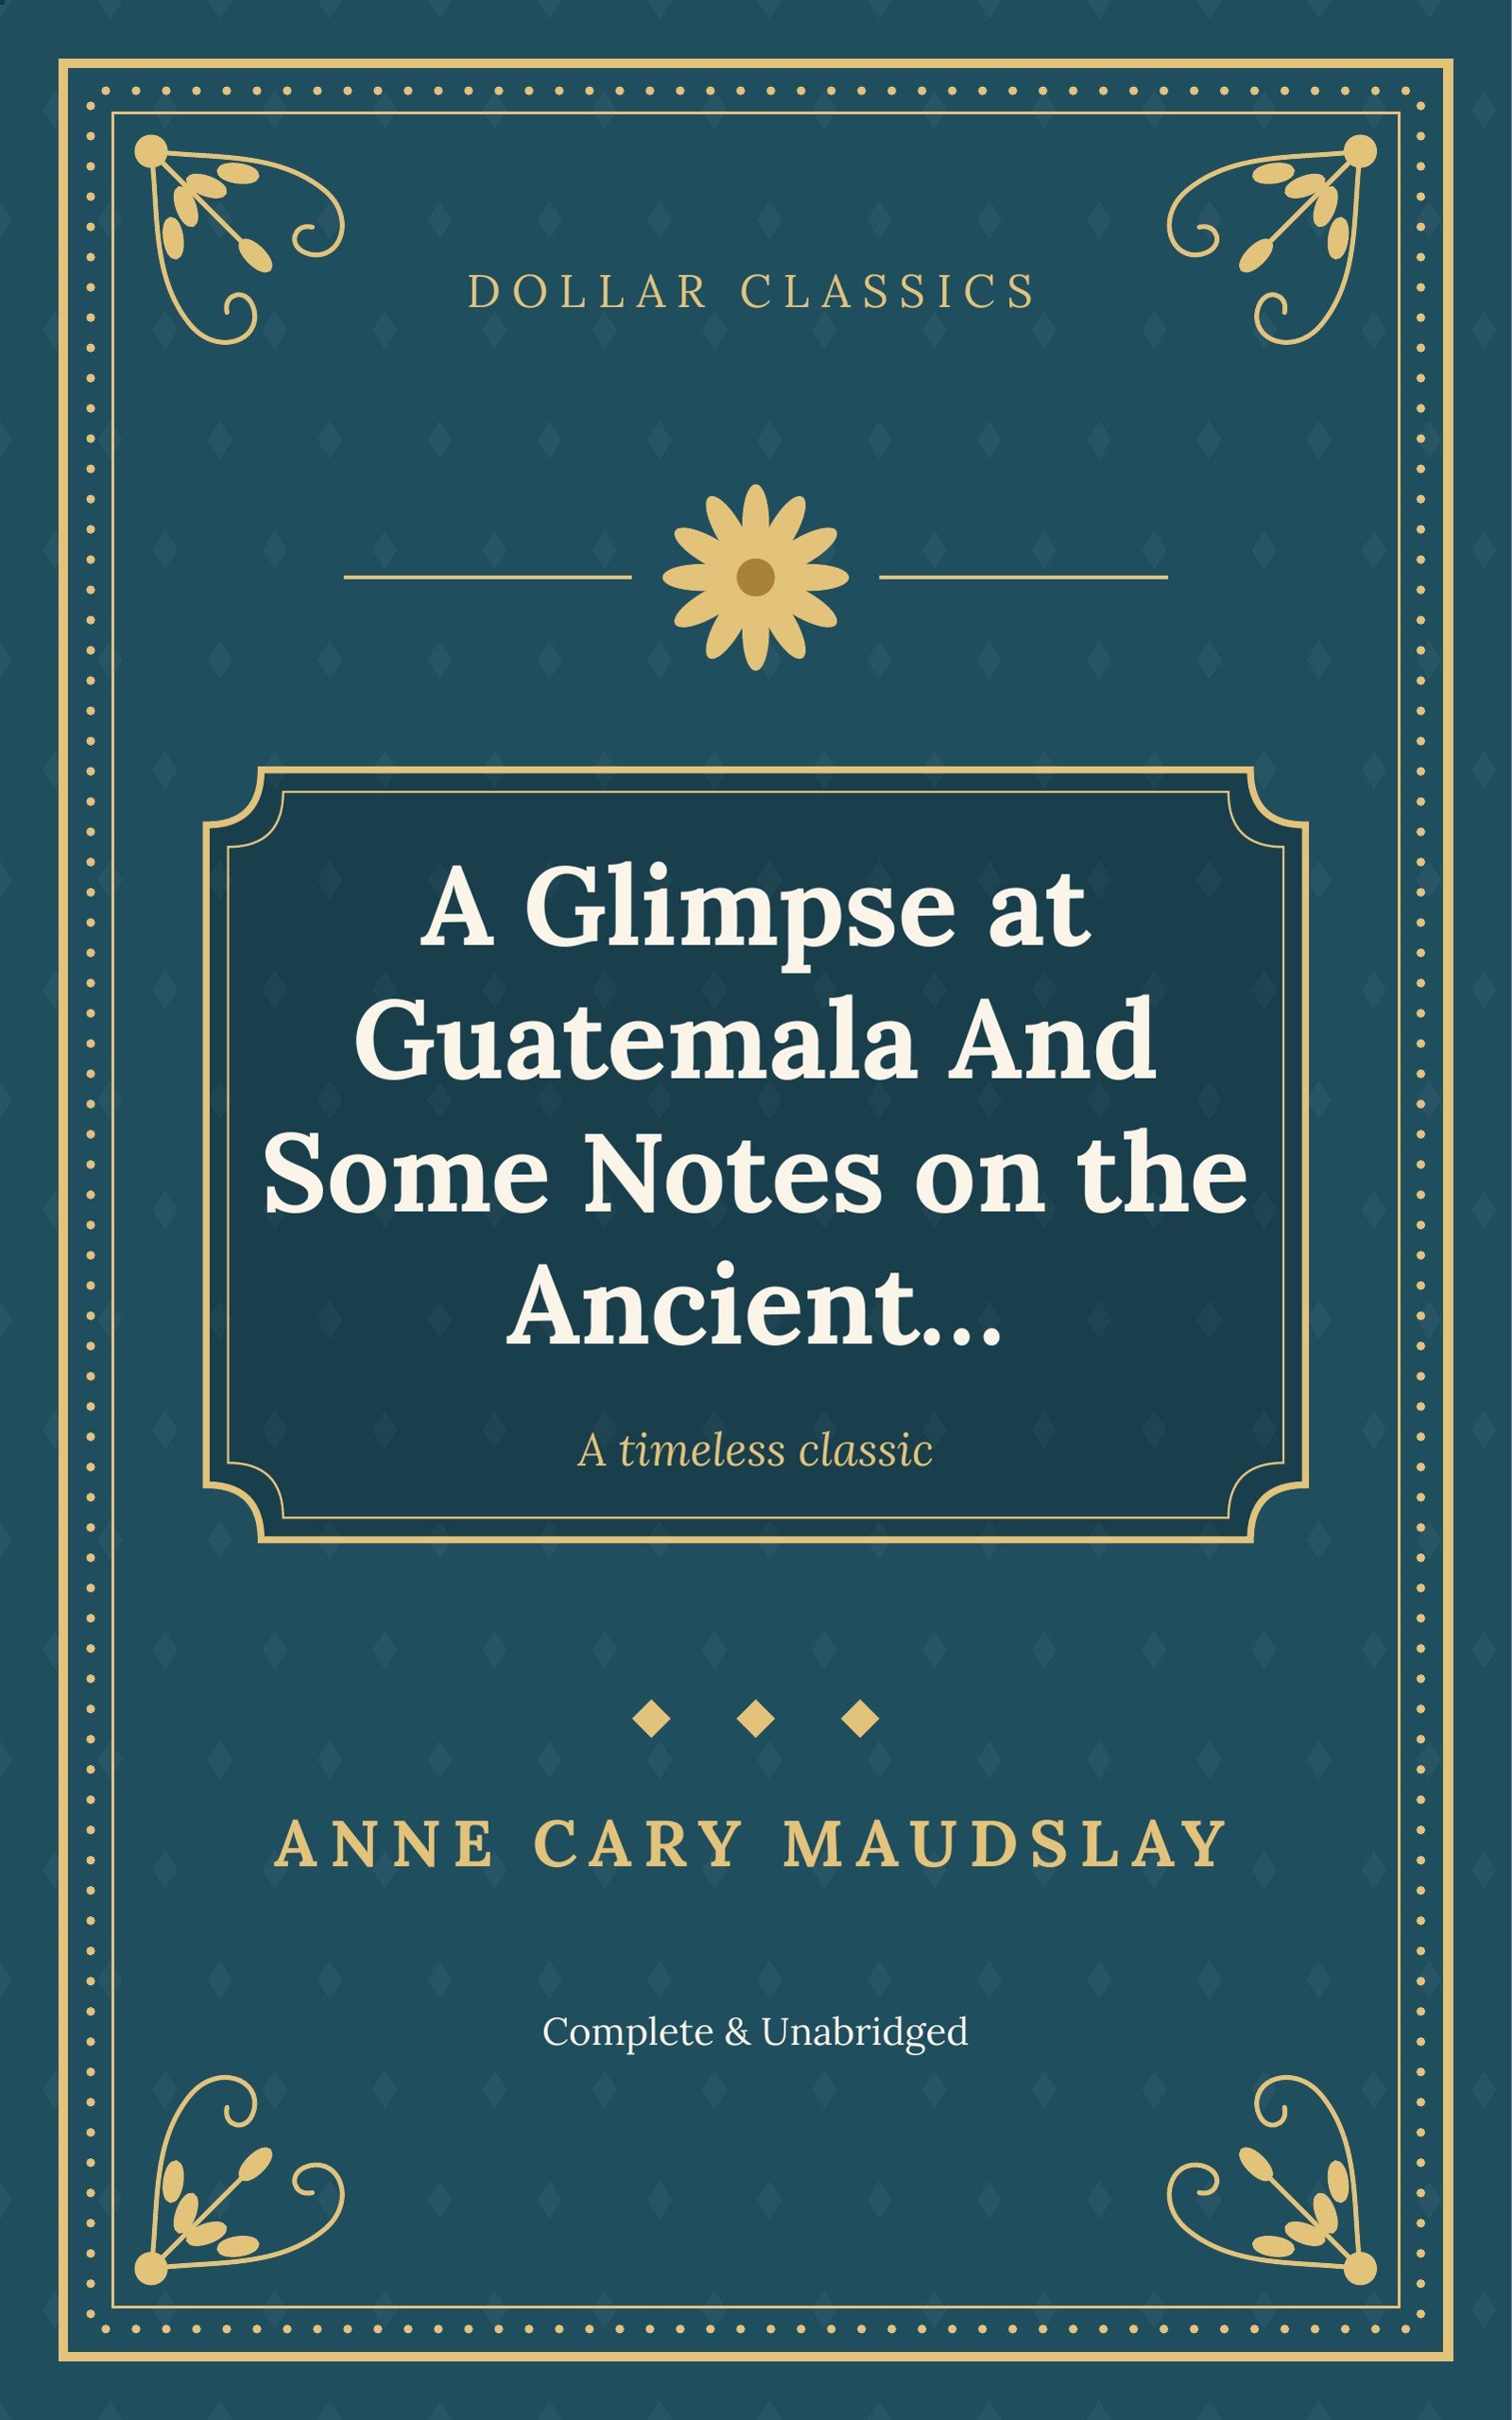 DOLLAR CLASSICS
A Glimpse at
Guatemala And
Some Notes on the
Ancient...
A timeless classic
ANNE CARY MAUDSLAY
Complete & Unabridged